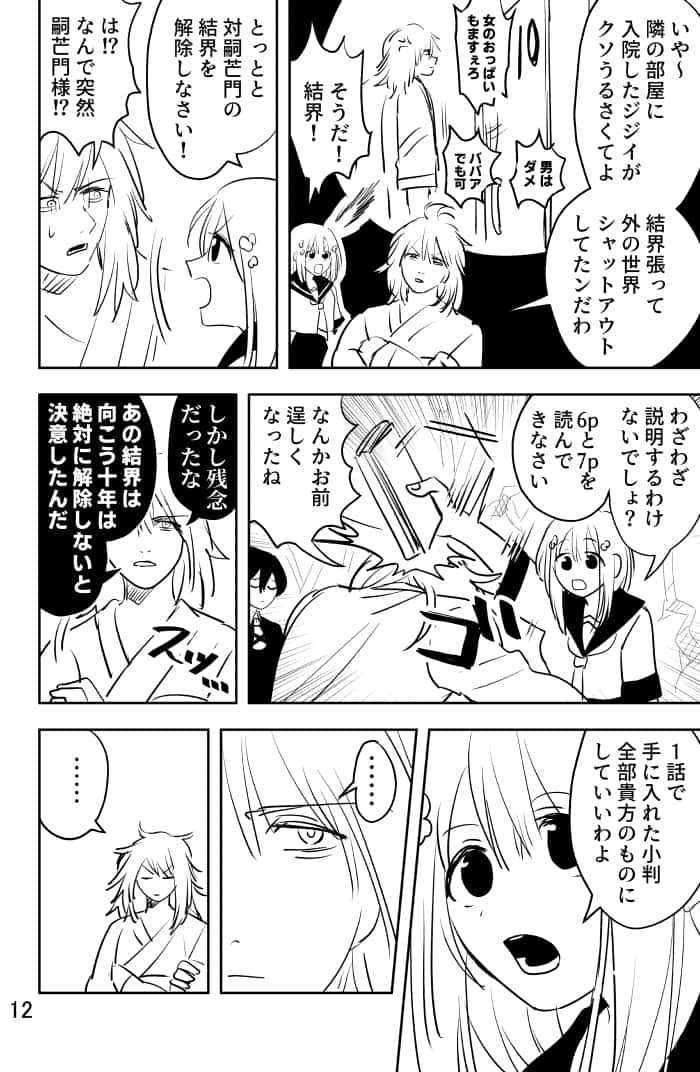 いや〜
隣の部屋に
入院したジジイが
クソうるさくてよ
男は
ダメ
女のおっぱい
もますぇろ
ババア
でも可
結界張って
外の世界
シャットアウト
してたンだわ
そうだ！
結界！
とっとと
対嗣芒門の
結界を
解除しなさい！
は!?
なんで突然
嗣芒門様!?
わざわざ
説明するわけ
ないでしょ？
6pと7pを
読んで
きなさい
ボゴ
なんかお前
逞しく
なったね
しかし残念
だったな
あの結界は
向こう十年は
絶対に解除しないと
決意したんだ
スッ…
1話で
手に入れた小判
全部貴方のものに
していいわよ
……
……
12